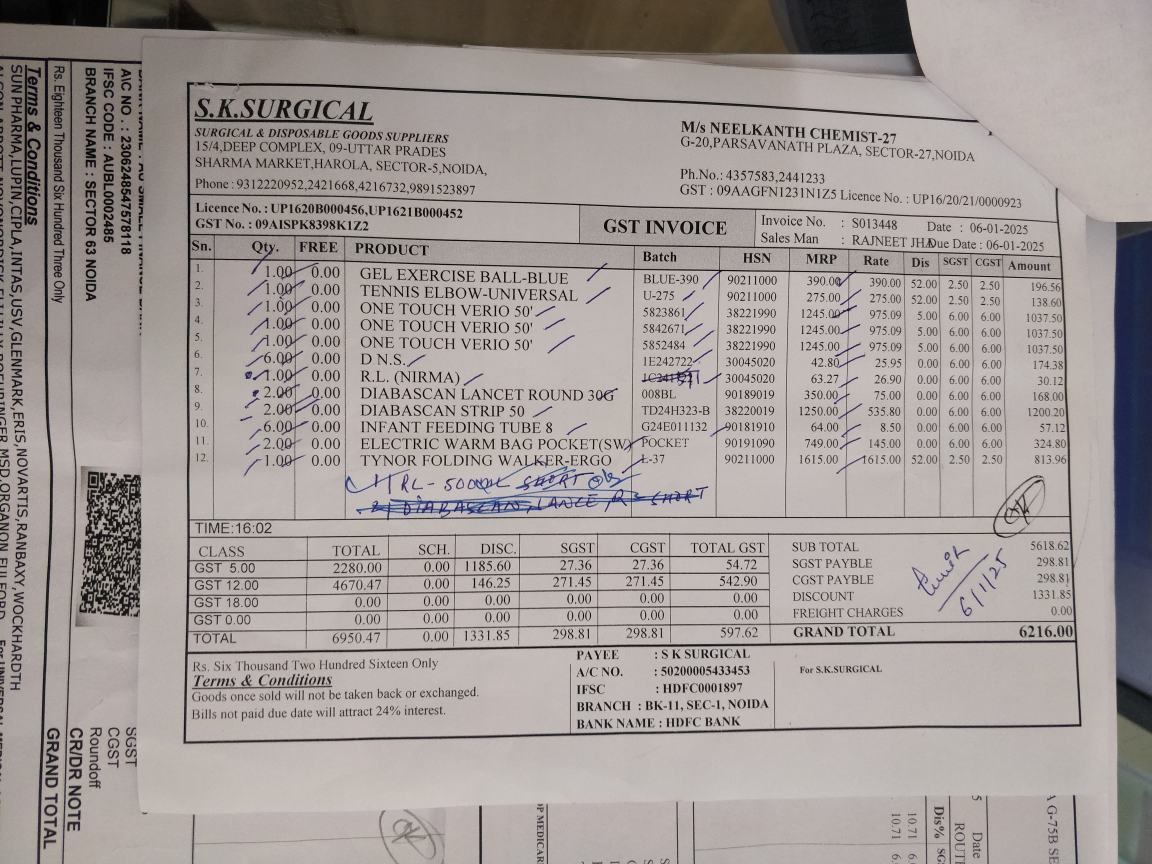 S.K.SURGICAL
SURGICAL & DISPOSABLE GOODS SUPPLIERS
15/4,DEEP COMPLEX, 09-UTTAR PRADES
SHARMA MARKET,HAROLA, SECTOR-5,NOIDA,
Phone : 9312220952,2421668,4216732,9891523897
M/s NEELKANTH CHEMIST-27
G-20,PARSAVANATH PLAZA, SECTOR-27,NOIDA
Ph.No.: 4357583,2441233
GST : 09AAGFN1231N1Z5 Licence No.: UP16/20/21/0000923
Licence No. : UP1620B000456,UP1621B000452
GST No. : 09AISPK8398K1Z2
GST INVOICE
Invoice No. : S013448 Date : 06-01-2025
Sales Man : RAJNEET JHA Due Date : 06-01-2025
Sn. Qty. FREE PRODUCT Batch HSN MRP Rate Dis SGST CGST Amount
1. 1.00 0.00 GEL EXERCISE BALL-BLUE BLUE-390 90211000 390.00 390.00 52.00 2.50 2.50 196.56
2. 1.00 0.00 TENNIS ELBOW-UNIVERSAL U-275 90211000 275.00 275.00 52.00 2.50 2.50 138.60
3. 1.00 0.00 ONE TOUCH VERIO 50' 5823861 38221990 1245.00 975.09 5.00 6.00 6.00 1037.50
4. 1.00 0.00 ONE TOUCH VERIO 50' 5842671 38221990 1245.00 975.09 5.00 6.00 6.00 1037.50
5. 1.00 0.00 ONE TOUCH VERIO 50' 5852484 38221990 1245.00 975.09 5.00 6.00 6.00 1037.50
6. 6.00 0.00 D N.S. 1E242722 30045020 42.80 25.95 0.00 6.00 6.00 174.38
7. 1.00 0.00 R.L. (NIRMA) 30045020 63.27 26.90 0.00 6.00 6.00 30.12
8. 2.00 0.00 DIABASCAN LANCET ROUND 30G 008BL 90189019 350.00 75.00 0.00 6.00 6.00 168.00
9. 2.00 0.00 DIABASCAN STRIP 50 TD24H323-B 38220019 1250.00 535.80 0.00 6.00 6.00 1200.20
10. 6.00 0.00 INFANT FEEDING TUBE 8 G24E011132 90181910 64.00 8.50 0.00 6.00 6.00 57.12
11. 2.00 0.00 ELECTRIC WARM BAG POCKET(SW) POCKET 90191090 749.00 145.00 0.00 6.00 6.00 324.80
12. 1.00 0.00 TYNOR FOLDING WALKER-ERGO L-37 90211000 1615.00 1615.00 52.00 2.50 2.50 813.96
RL - 500ML SHORT
DIABASCAN LANCE SHORT
OK
TIME:16:02
CLASS TOTAL SCH. DISC. SGST CGST TOTAL GST
GST 5.00 2280.00 0.00 1185.60 27.36 27.36 54.72
GST 12.00 4670.47 0.00 146.25 271.45 271.45 542.90
GST 18.00 0.00 0.00 0.00 0.00 0.00 0.00
GST 0.00 0.00 0.00 0.00 0.00 0.00 0.00
TOTAL 6950.47 0.00 1331.85 298.81 298.81 597.62
SUB TOTAL 5618.62
SGST PAYBLE 298.81
CGST PAYBLE 298.81
DISCOUNT 1331.85
FREIGHT CHARGES 0.00
GRAND TOTAL 6216.00
6/1/25
Rs. Six Thousand Two Hundred Sixteen Only
Terms & Conditions
Goods once sold will not be taken back or exchanged.
Bills not paid due date will attract 24% interest.
PAYEE : S K SURGICAL
A/C NO. : 50200005433453
IFSC : HDFC0001897
BRANCH : BK-11, SEC-1, NOIDA
BANK NAME : HDFC BANK
For S.K.SURGICAL
A\C NO. : 2306248547578118
IFSC CODE : AUBL0002485
BRANCH NAME : SECTOR 63 NOIDA
Rs. Eighteen Thousand Six Hundred Three Only
Terms & Conditions
SUN PHARMA,LUPIN,CIPLA,INTAS,USV,GLENMARK,ERIS,NOVARTIS,RANBAXY,WOCKHARDTH
SGST
CGST
Roundoff
CR/DR NOTE
GRAND TOTAL
Date
Dis%
10.71
10.71